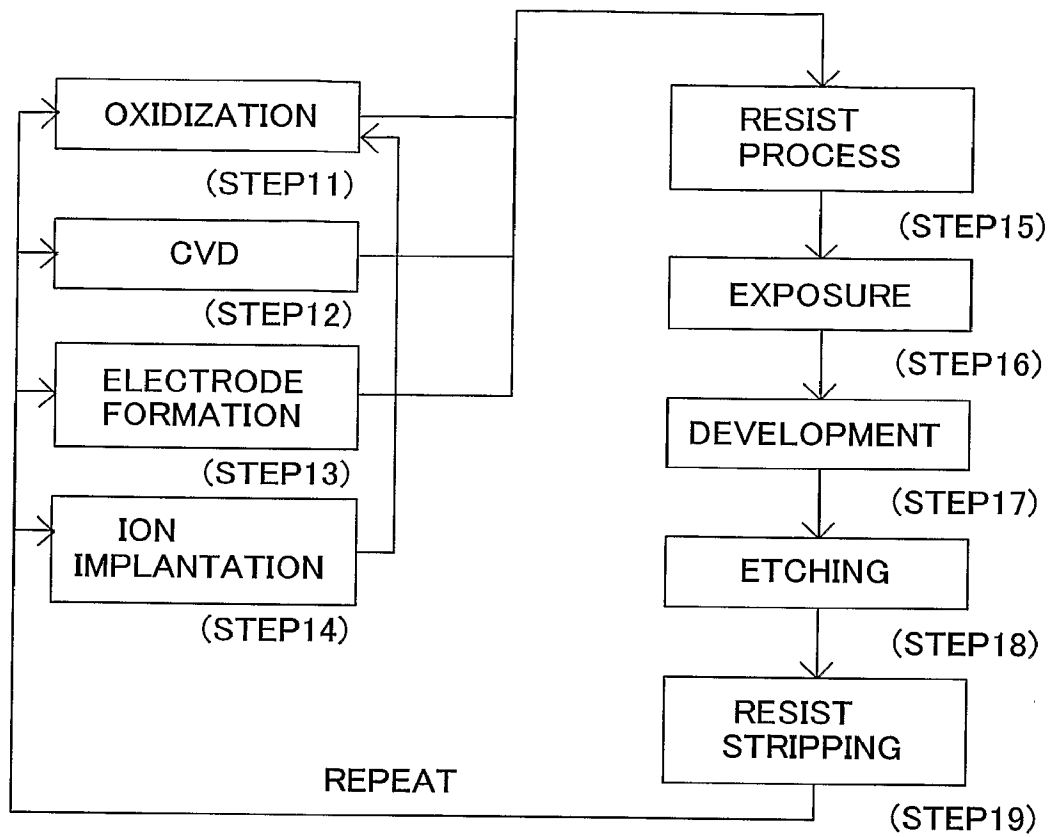 OXIDIZATION
(STEP11)
CVD
(STEP12)
ELECTRODE
FORMATION
(STEP13)
ION
IMPLANTATION
(STEP14)
RESIST
PROCESS
(STEP15)
EXPOSURE
(STEP16)
DEVELOPMENT
(STEP17)
ETCHING
(STEP18)
RESIST
STRIPPING
(STEP19)
REPEAT